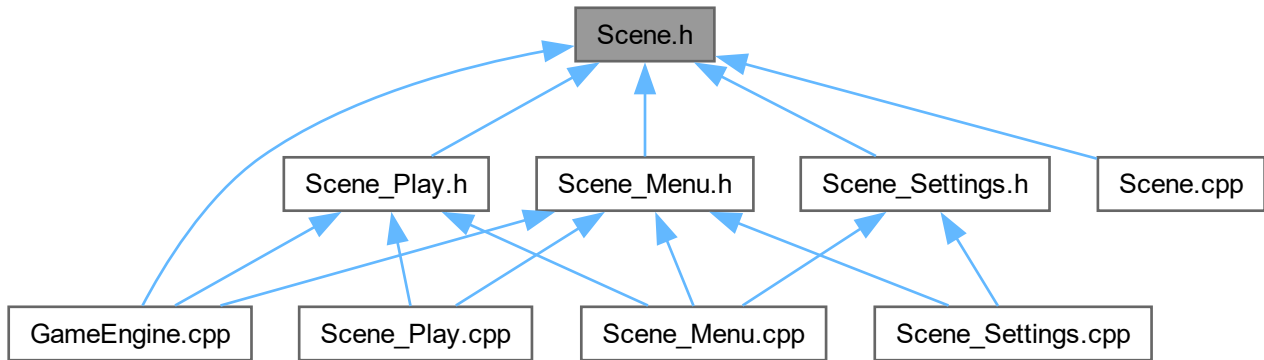 Scene.h
Scene_Play.h
Scene_Menu.h
Scene_Settings.h
Scene.cpp
GameEngine.cpp
Scene_Play.cpp
Scene_Menu.cpp
Scene_Settings.cpp